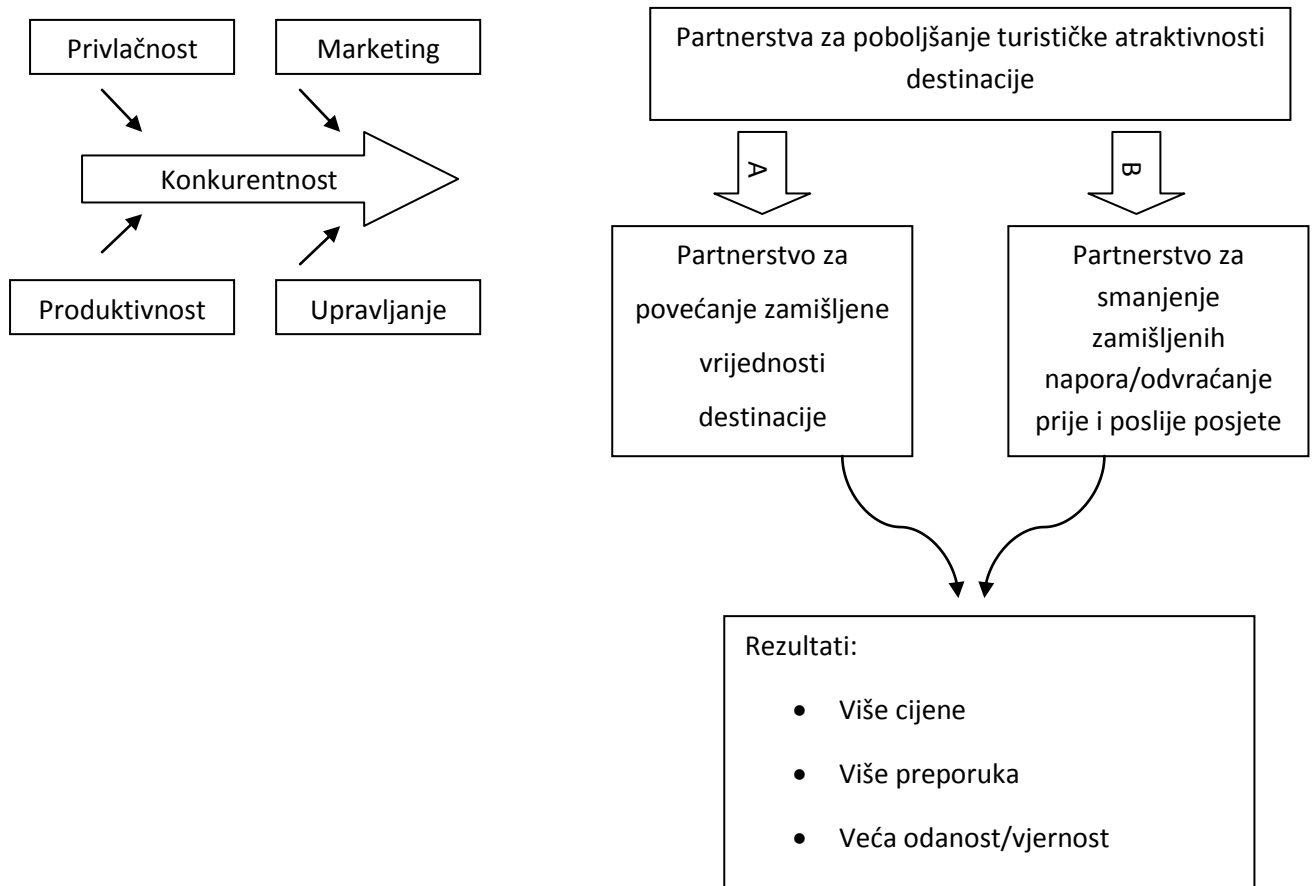 Privlačnost
Marketing
Konkurentnost
Produktivnost
Upravljanje
Partnerstva za poboljšanje turističke atraktivnosti
destinacije
A
B
Partnerstvo za
povećanje zamišljene
vrijednosti
destinacije
Partnerstvo za
smanjenje
zamišljenih
napora/odvraćanje
prije i poslije posjete
Rezultati:
• Više cijene
• Više preporuka
• Veća odanost/vjernost